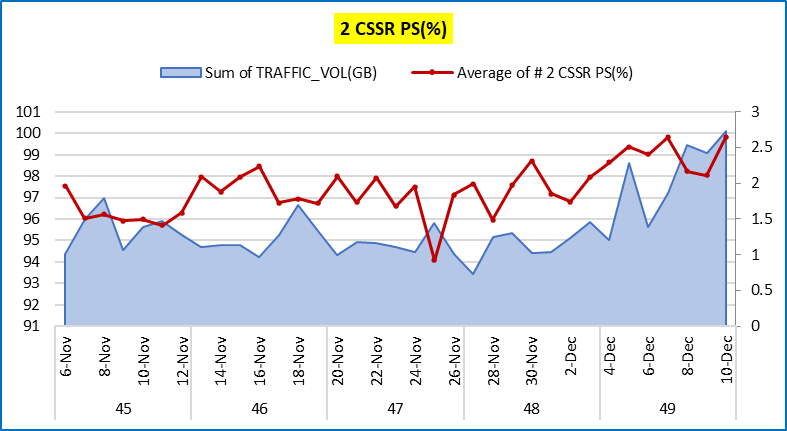 2 CSSR PS(%)
Sum of TRAFFIC_VOL(GB) Average of # 2 CSSR PS(%)
101 3
100 2.5
99
98 2
97
96 1.5
95
94 1
93
92 0.5
91 0
6-Nov 8-Nov 10-Nov 12-Nov 14-Nov 16-Nov 18-Nov 20-Nov 22-Nov 24-Nov 26-Nov 28-Nov 30-Nov 2-Dec 4-Dec 6-Dec 8-Dec 10-Dec
45 46 47 48 49